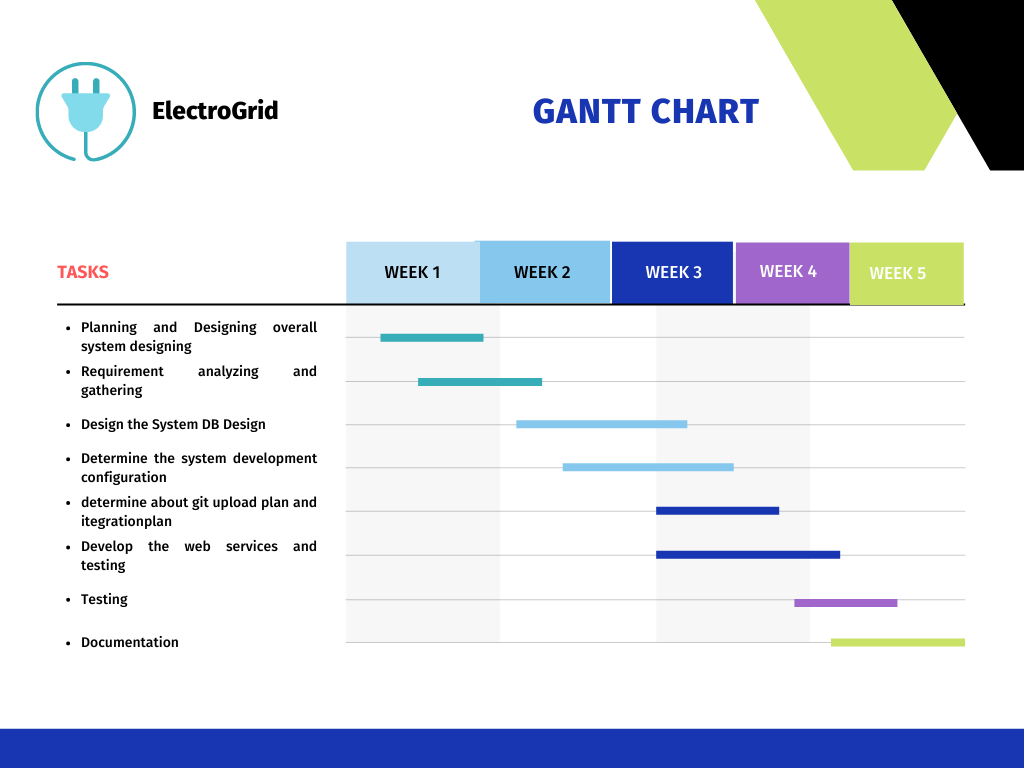 ElectroGrid
GANTT CHART
TASKS
WEEK 1
WEEK 2
WEEK 3
WEEK 4
WEEK 5
• Planning and Designing overall
system designing
• Requirement analyzing and
gathering
• Design the System DB Design
• Determine the system development
configuration
• determine about git upload plan and
itegrationplan
• Develop the web services and
testing
• Testing
• Documentation